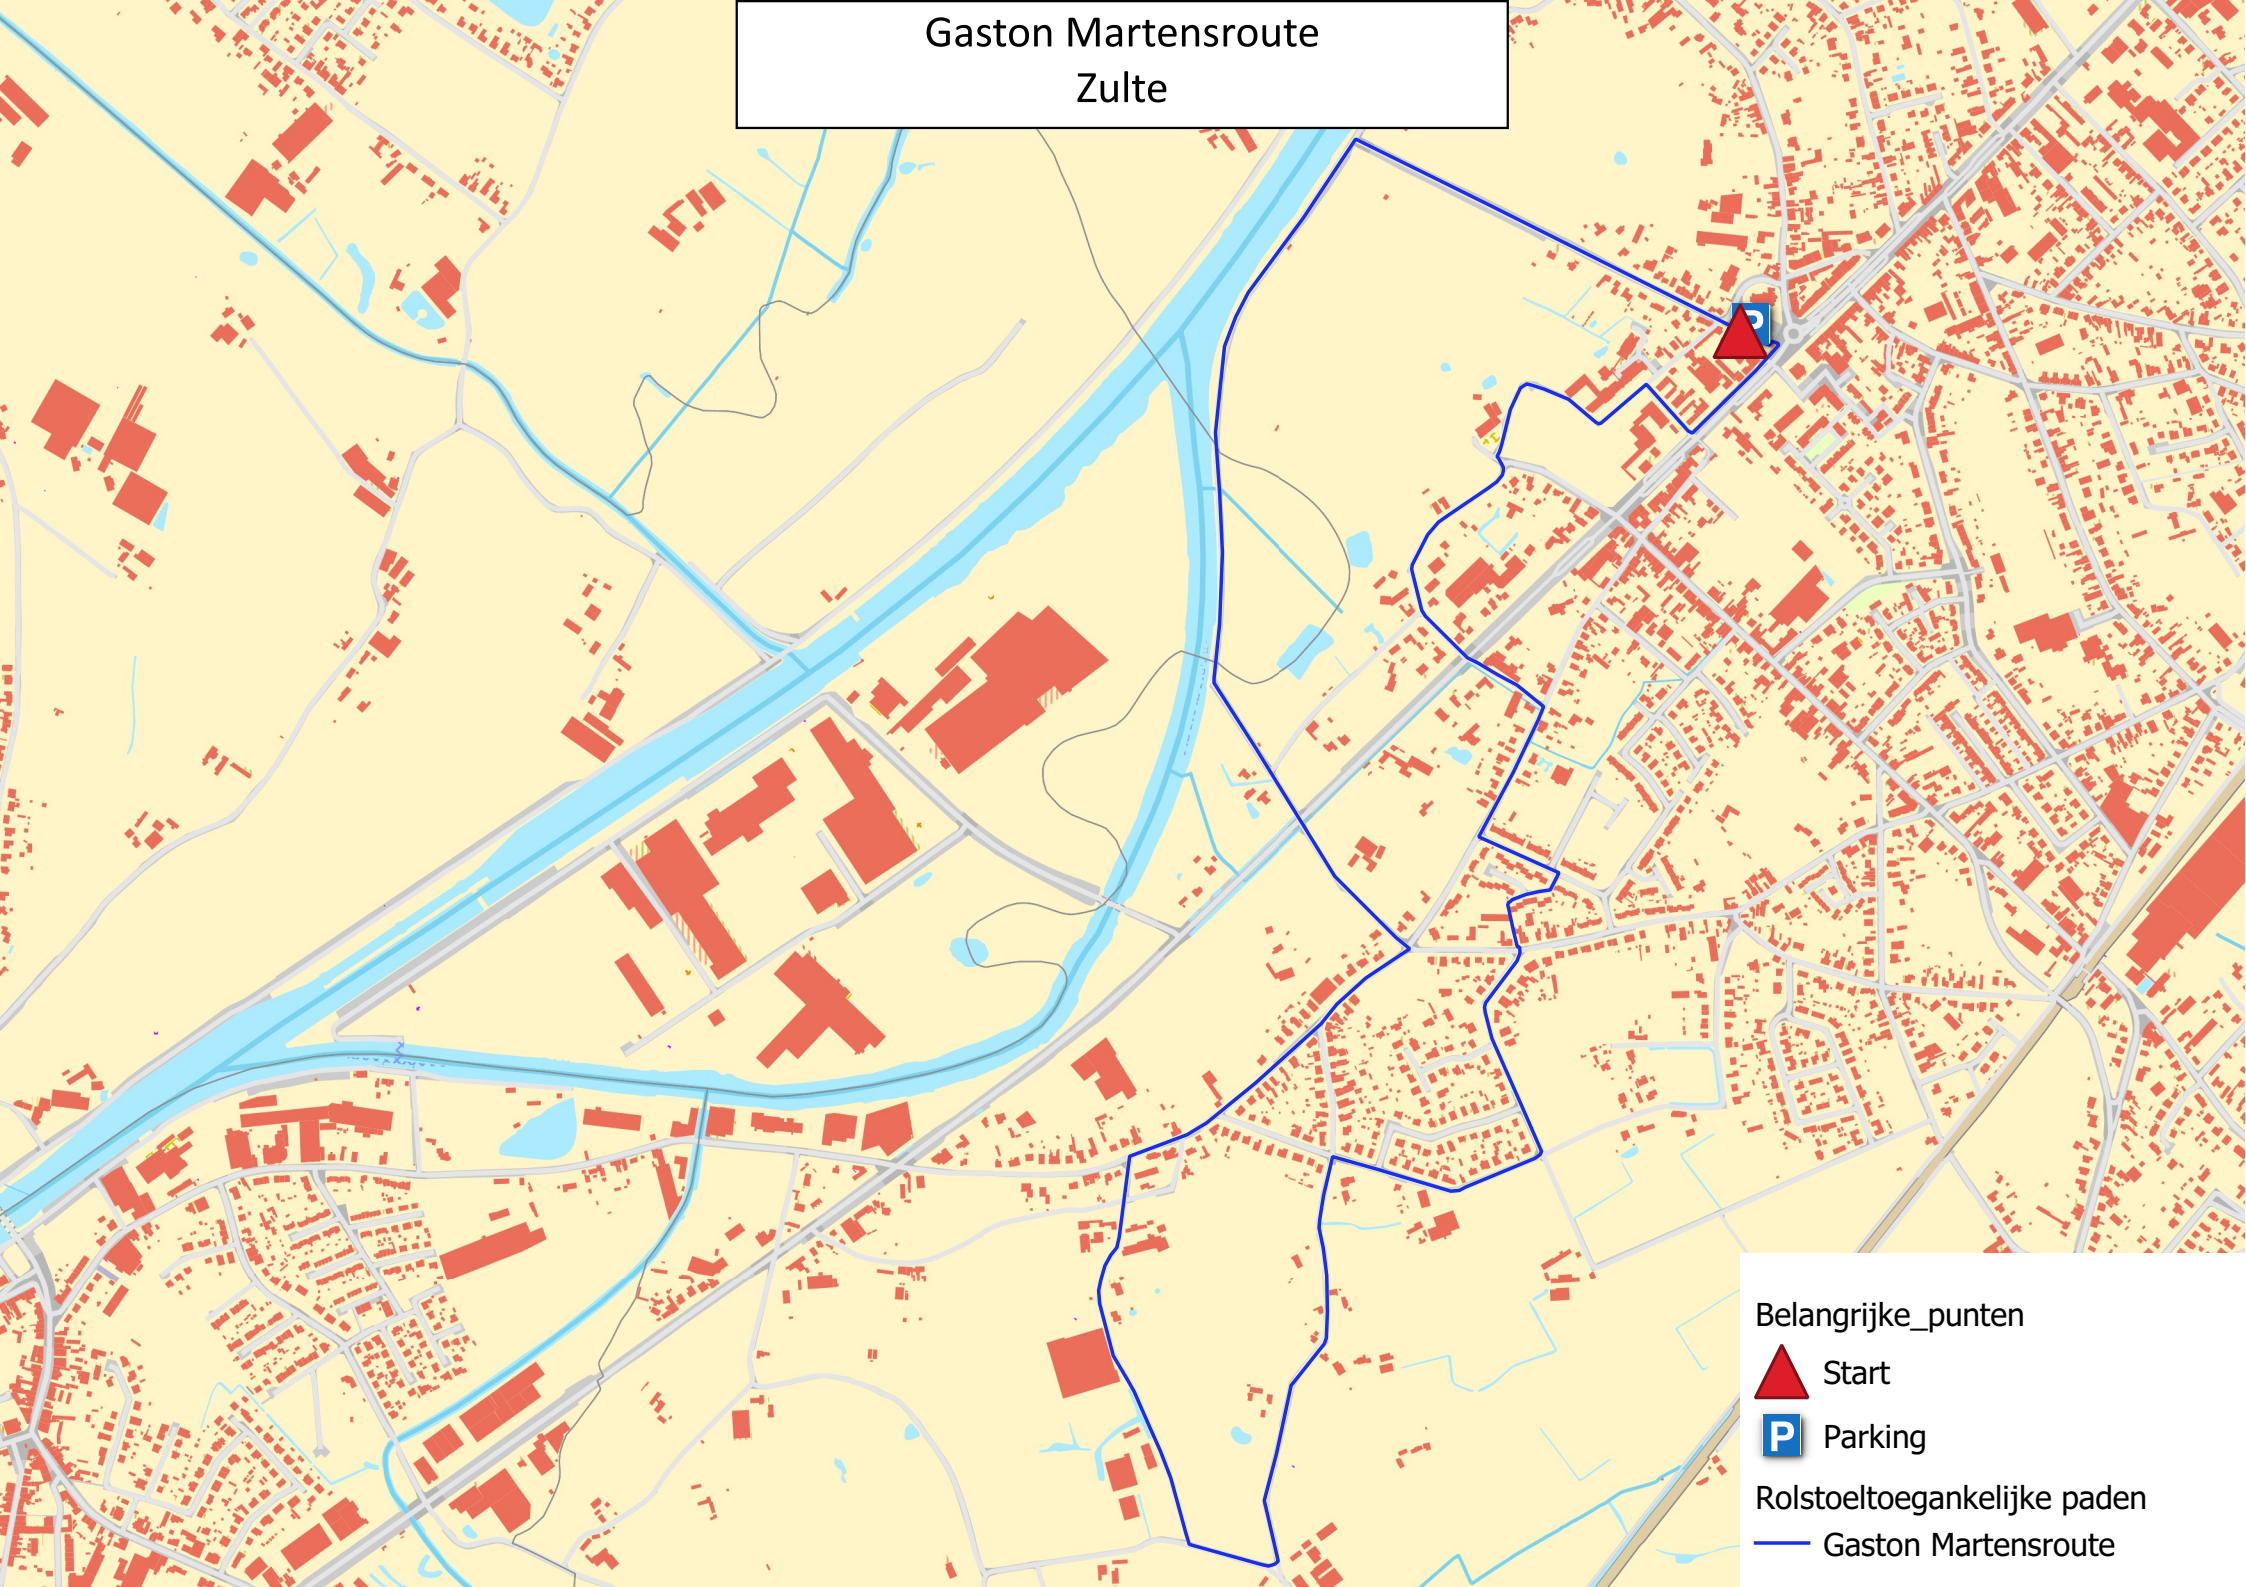 Gaston Martensroute
Zulte
P
Belangrijke_punten
Start
P Parking
Rolstoeltoegankelijke paden
Gaston Martensroute